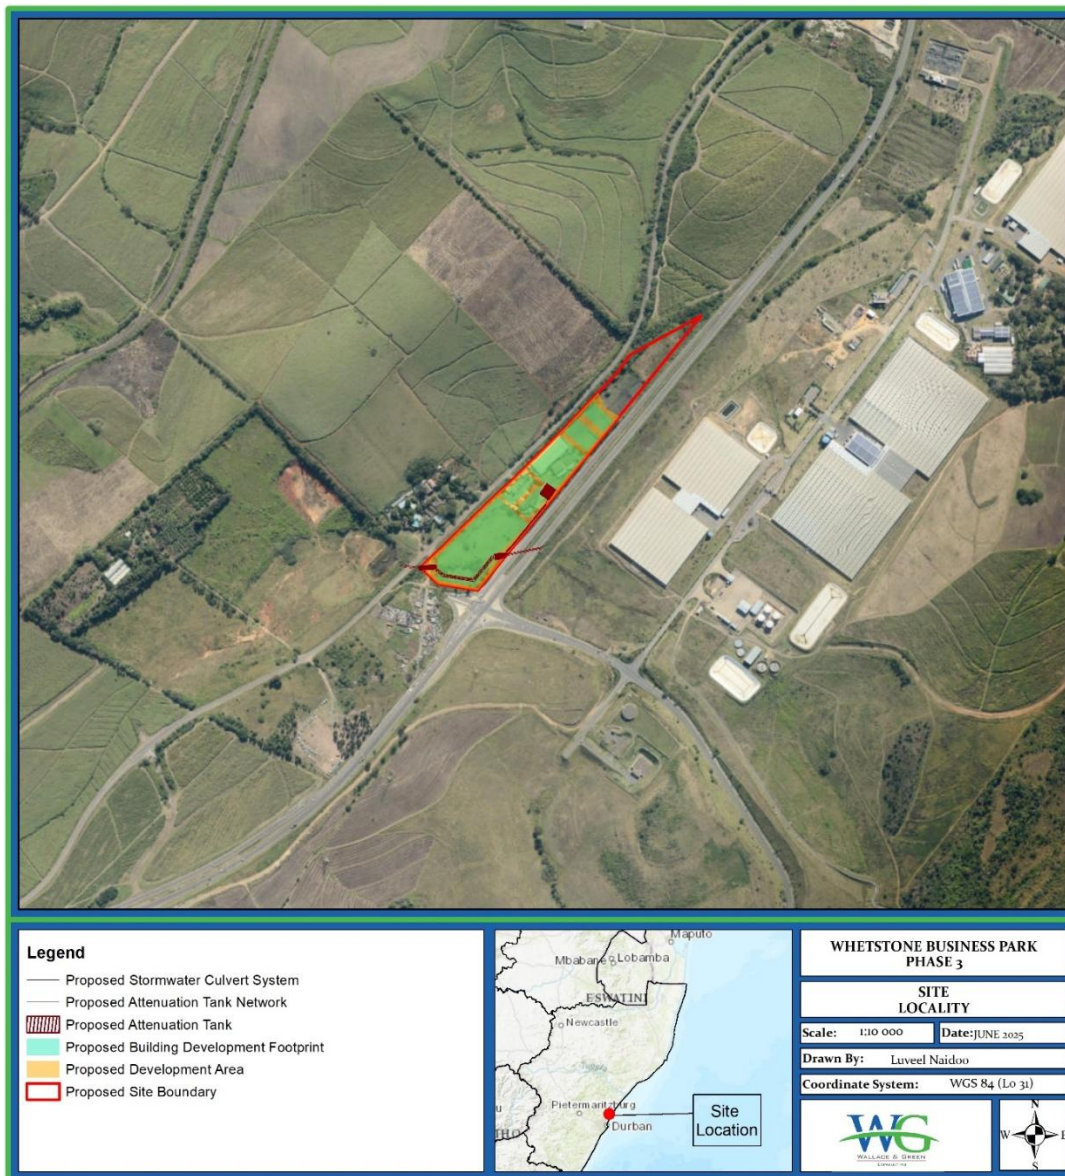 Legend
Proposed Stormwater Culvert System
Proposed Attenuation Tank Network
Proposed Attenuation Tank
Proposed Building Development Footprint
Proposed Development Area
Proposed Site Boundary
Maputo
Mbabane
Lobamba
ESWATINI
Newcastle
Pietermaritzburg
Durban
Site
Location
WHETSTONE BUSINESS PARK
PHASE 3
SITE
LOCALITY
Scale: 1:10 000
Date: JUNE 2025
Drawn By: Luveel Naidoo
Coordinate System: WGS 84 (Lo 31)
WG
WALLACE & GREEN
N
W
E
S